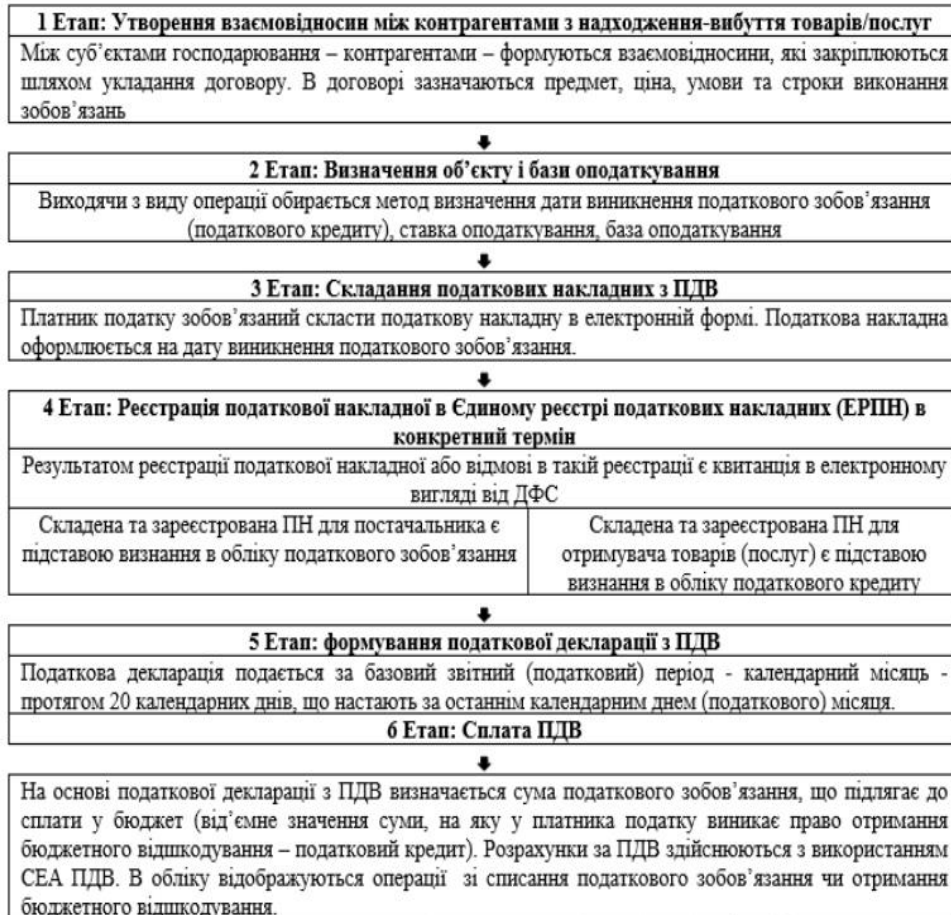 1 Етап: Утворення взаємовідносин між контрагентами з надходження-вибуття товарів/послуг
Між суб’єктами господарювання – контрагентами – формуються взаємовідносини, які закріплюються
шляхом укладання договору. В договорі зазначаються предмет, ціна, умови та строки виконання
зобов’язань
2 Етап: Визначення об’єкту і бази оподаткування
Виходячи з виду операції обирається метод визначення дати виникнення податкового зобов’язання
(податкового кредиту), ставка оподаткування, база оподаткування
3 Етап: Складання податкових накладних з ПДВ
Платник податку зобов’язаний скласти податкову накладну в електронній формі. Податкова накладна
оформлюється на дату виникнення податкового зобов’язання.
4 Етап: Реєстрація податкової накладної в Єдиному реєстрі податкових накладних (ЕРПН) в
конкретний термін
Результатом реєстрації податкової накладної або відмові в такій реєстрації є квитанція в електронному
вигляді від ДФС
Складена та зареєстрована ПН для постачальника є
підставою визнання в обліку податкового зобов’язання
Складена та зареєстрована ПН для
отримувача товарів (послуг) є підставою
визнання в обліку податкового кредиту
5 Етап: формування податкової декларації з ПДВ
Податкова декларація подається за базовий звітний (податковий) період - календарний місяць -
протягом 20 календарних днів, що настають за останнім календарним днем (податкового) місяця.
6 Етап: Сплата ПДВ
На основі податкової декларації з ПДВ визначається сума податкового зобов’язання, що підлягає до
сплати у бюджет (від’ємне значення суми, на яку у платника податку виникає право отримання
бюджетного відшкодування – податковий кредит). Розрахунки за ПДВ здійснюються з використанням
СЕА ПДВ. В обліку відображуються операції зі списання податкового зобов’язання чи отримання
бюджетного відшкодування.